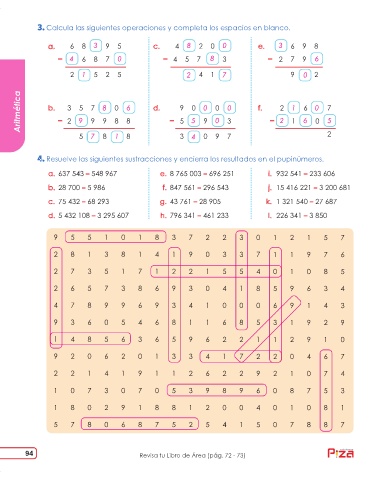 3. Calcula las siguientes operaciones y completa los espacios en blanco.
a. 6 8 3 9 5 c. 4 8 2 0 0 e. 3 6 9 8
− 4 6 8 7 0 − 4 5 7 8 3 − 2 7 9 6
2 1 5 2 5 2 4 1 7 9 0 2
Aritmética
b. 3 5 7 8 0 6 d. 9 0 0 0 0 f. 2 1 6 0 7
− 2 9 9 9 8 8 − 5 5 9 0 3 − 2 1 6 0 5
5 7 8 1 8 3 4 0 9 7 2
4. Resuelve las siguientes sustracciones y encierra los resultados en el pupinúmeros.
a. 637 543 − 548 967 e. 8 765 003 − 696 251 i. 932 541 − 233 606
b. 28 700 − 5 986 f. 847 561 − 296 543 j. 15 416 221 − 3 200 681
c. 75 432 − 68 293 g. 43 761 − 28 905 k. 1 321 540 − 27 687
d. 5 432 108 − 3 295 607 h. 796 341 − 461 233 l. 226 341 − 3 850
9 5 5 1 0 1 8 3 7 2 2 3 0 1 2 1 5 7
2 8 1 3 8 1 4 1 9 0 3 3 7 1 1 9 7 6
2 7 3 5 1 7 1 2 2 1 5 5 4 0 1 0 8 5
2 6 5 7 3 8 6 9 3 0 4 1 8 5 9 6 3 4
4 7 8 9 9 6 9 3 4 1 0 0 0 6 9 1 4 3
9 3 6 0 5 4 6 8 1 1 6 8 5 3 1 9 2 9
1 4 8 5 6 3 6 5 9 6 2 2 1 1 2 9 1 0
9 2 0 6 2 0 1 3 3 4 1 7 2 2 0 4 6 7
2 2 1 4 1 9 1 1 2 6 2 2 9 2 1 0 7 4
1 0 7 3 0 7 0 5 3 9 8 9 6 0 8 7 5 3
1 8 0 2 9 1 8 8 1 2 0 0 4 0 1 0 8 1
5 7 8 0 6 8 7 5 2 5 4 1 5 0 7 8 8 7
94 Revisa tu Libro de Área (pág. 72 - 73)